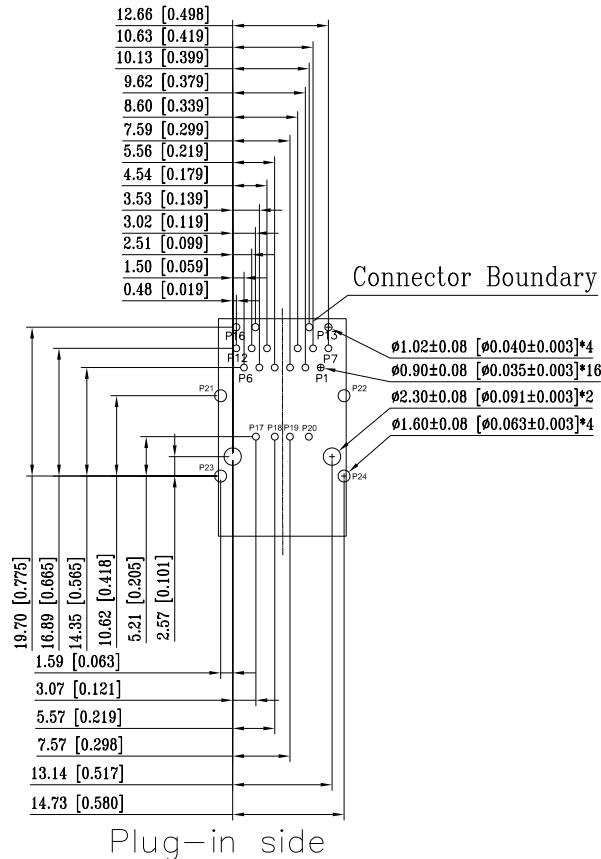 12.66 [0.498]
10.63 [0.419]
10.13 [0.399]
9.62 [0.379]
8.60 [0.339]
7.59 [0.299]
5.56 [0.219]
4.54 [0.179]
3.53 [0.139]
3.02 [0.119]
2.51 [0.099]
1.50 [0.059]
0.48 [0.019]
Connector Boundary
P16 P13
P12 P7
ø1.02±0.08 [ø0.040±0.003]*4
P6 P1
ø0.90±0.08 [ø0.035±0.003]*16
P21 P22
ø2.30±0.08 [ø0.091±0.003]*2
ø1.60±0.08 [ø0.063±0.003]*4
P17 P18 P19 P20
P23 P24
19.70 [0.775]
16.89 [0.665]
14.35 [0.565]
10.62 [0.418]
5.21 [0.205]
2.57 [0.101]
1.59 [0.063]
3.07 [0.121]
5.57 [0.219]
7.57 [0.298]
13.14 [0.517]
14.73 [0.580]
Plug-in side